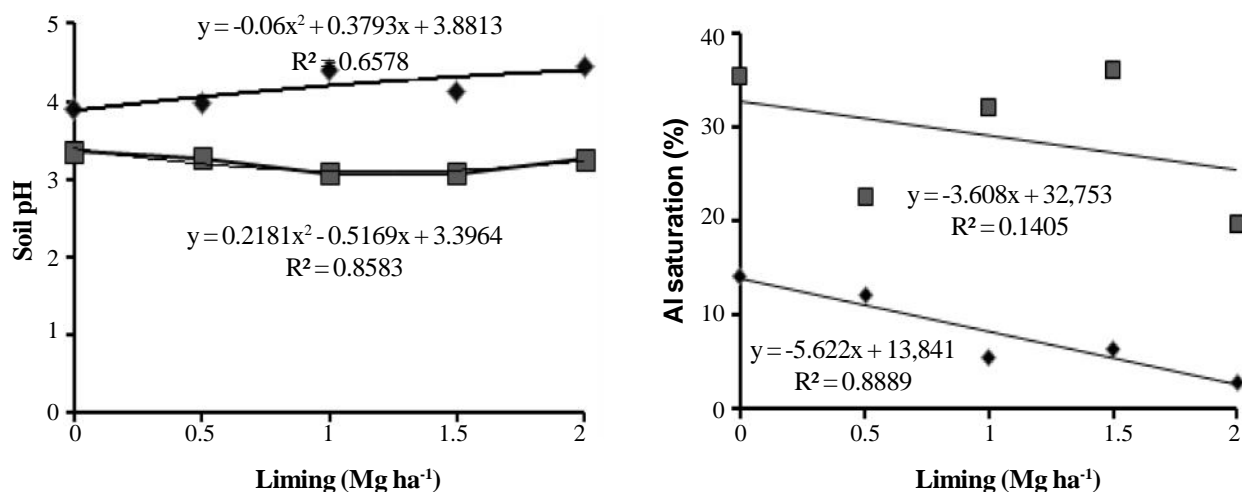 5
4
3
2
1
0
Soil pH
y = -0.06x² + 0.3793x + 3.8813
R² = 0.6578
y = 0.2181x² - 0.5169x + 3.3964
R² = 0.8583
0 0.5 1 1.5 2
Liming (Mg ha⁻¹)
40
30
20
10
0
Al saturation (%)
y = -3.608x + 32,753
R² = 0.1405
y = -5.622x + 13,841
R² = 0.8889
0 0.5 1 1.5 2
Liming (Mg ha⁻¹)